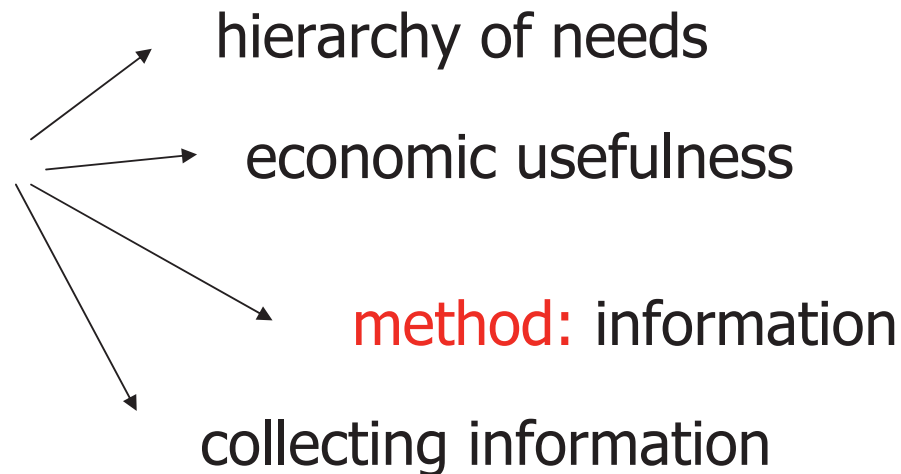 hierarchy of needs
economic usefulness
method: information
collecting information